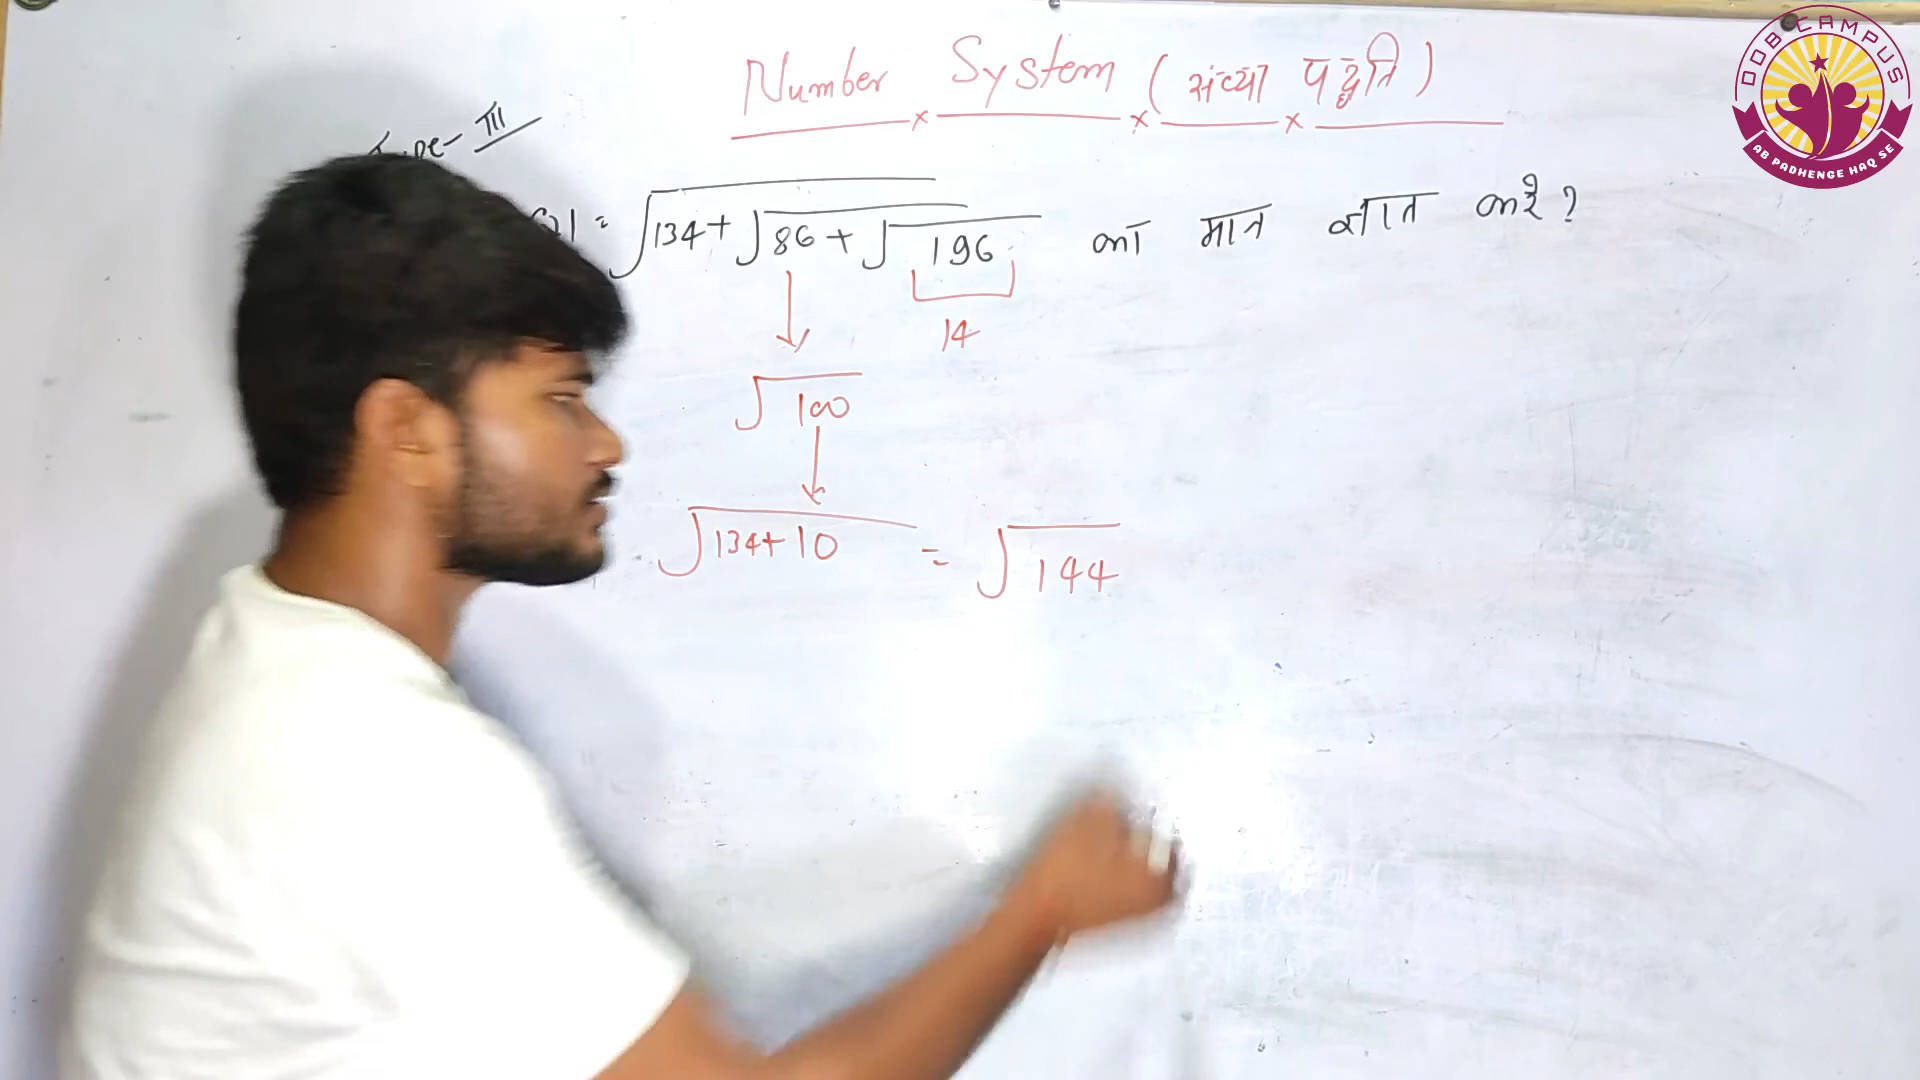 Number System (संख्या पद्धति)
Type-III
Q1 = √134+√86+√196 का मान ज्ञात करे ?
14
√100
√134+10 = √144
DOB CAMPUS
AB PADHENGE HAQ SE